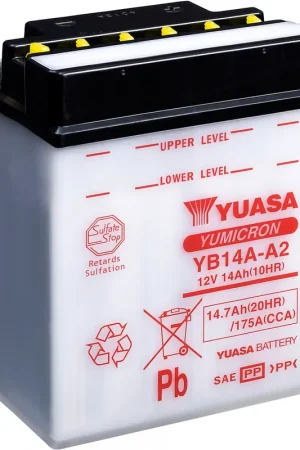 UPPER LEVEL
LOWER LEVEL
Sulfate
Stop
Retards
Sulfation
YUASA
YUMICRON
YB14A-A2
12V 14Ah(10HR)
14.7Ah(20HR)
/175A(CCA)
YUASA BATTERY
Pb
SAE PP >PP<